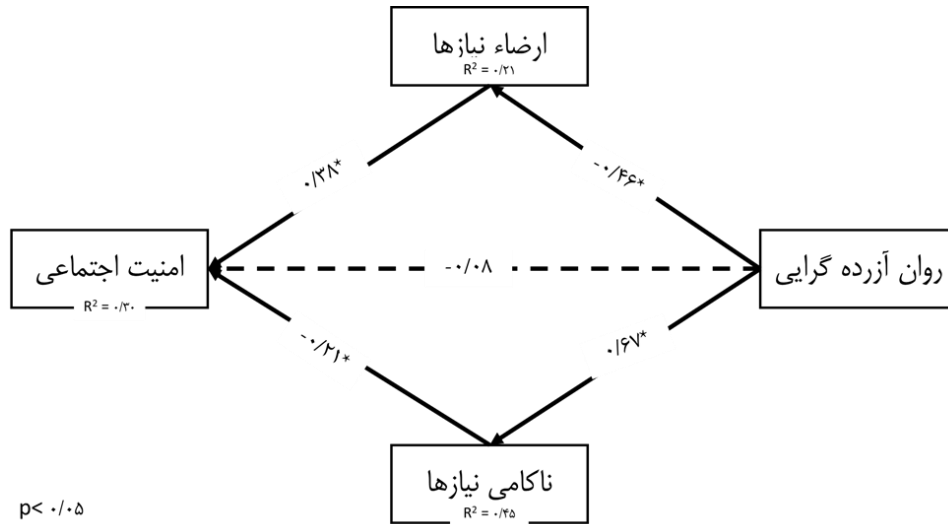 ارضاء نیازها
R² = ۰/۲۱
۰/۳۸*
-۰/۴۶*
روان آزرده گرایی
-۰/۰۸
امنیت اجتماعی
R² = ۰/۳۰
۰/۶۷*
-۰/۲۱*
ناکامی نیازها
R² = ۰/۴۵
p< ۰/۰۵